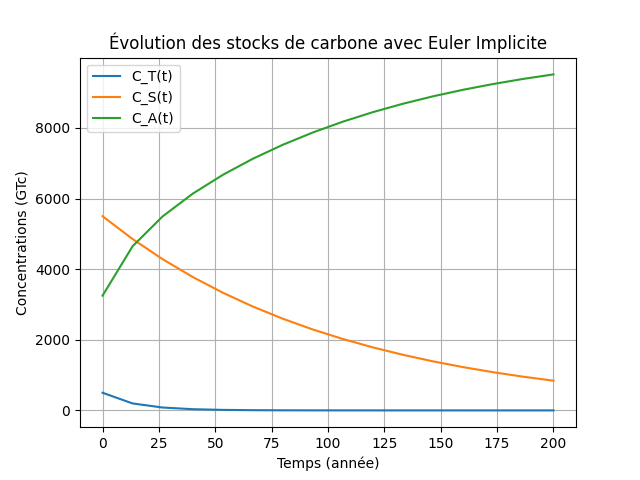 Évolution des stocks de carbone avec Euler Implicite
C_T(t)
C_S(t)
C_A(t)
Concentrations (GTc)
8000
6000
4000
2000
0
0 25 50 75 100 125 150 175 200
Temps (année)